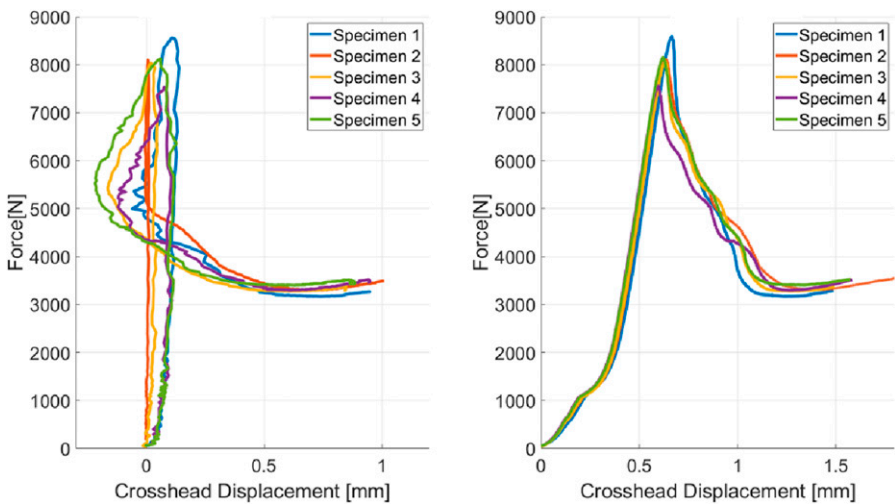 9000
8000
7000
6000
5000
4000
3000
2000
1000
0
Force[N]
0
0.5
1
Crosshead Displacement [mm]
Specimen 1
Specimen 2
Specimen 3
Specimen 4
Specimen 5
9000
8000
7000
6000
5000
4000
3000
2000
1000
0
Force[N]
0
0.5
1
1.5
Crosshead Displacement [mm]
Specimen 1
Specimen 2
Specimen 3
Specimen 4
Specimen 5